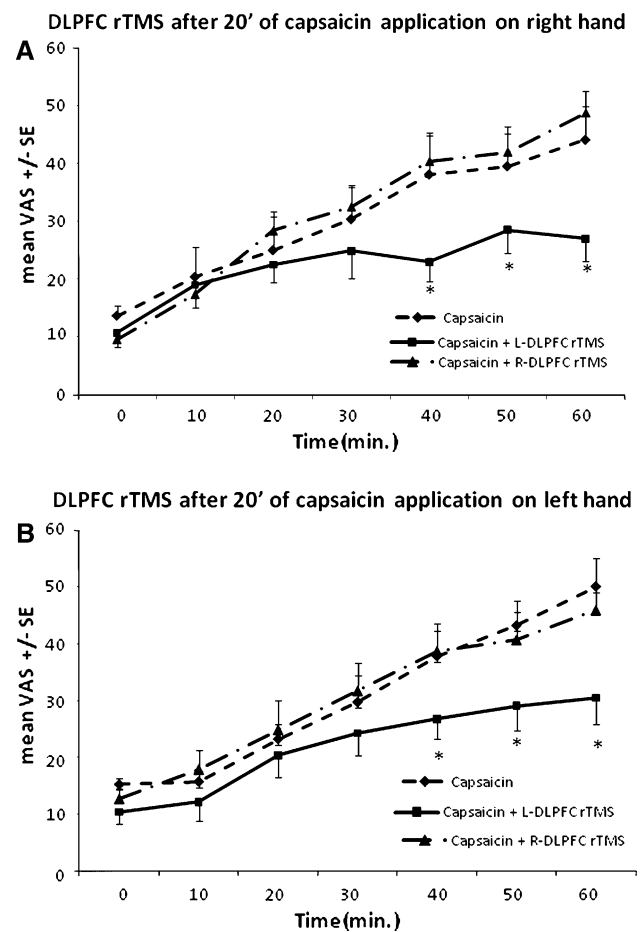 DLPFC rTMS after 20’ of capsaicin application on right hand
A
60
50
40
30
20
10
0
mean VAS +/- SE
*
*
*
Capsaicin
Capsaicin + L-DLPFC rTMS
Capsaicin + R-DLPFC rTMS
0 10 20 30 40 50 60
Time(min.)
DLPFC rTMS after 20’ of capsaicin application on left hand
B
60
50
40
30
20
10
0
mean VAS +/- SE
*
*
*
Capsaicin
Capsaicin + L-DLPFC rTMS
Capsaicin + R-DLPFC rTMS
0 10 20 30 40 50 60
Time(min.)